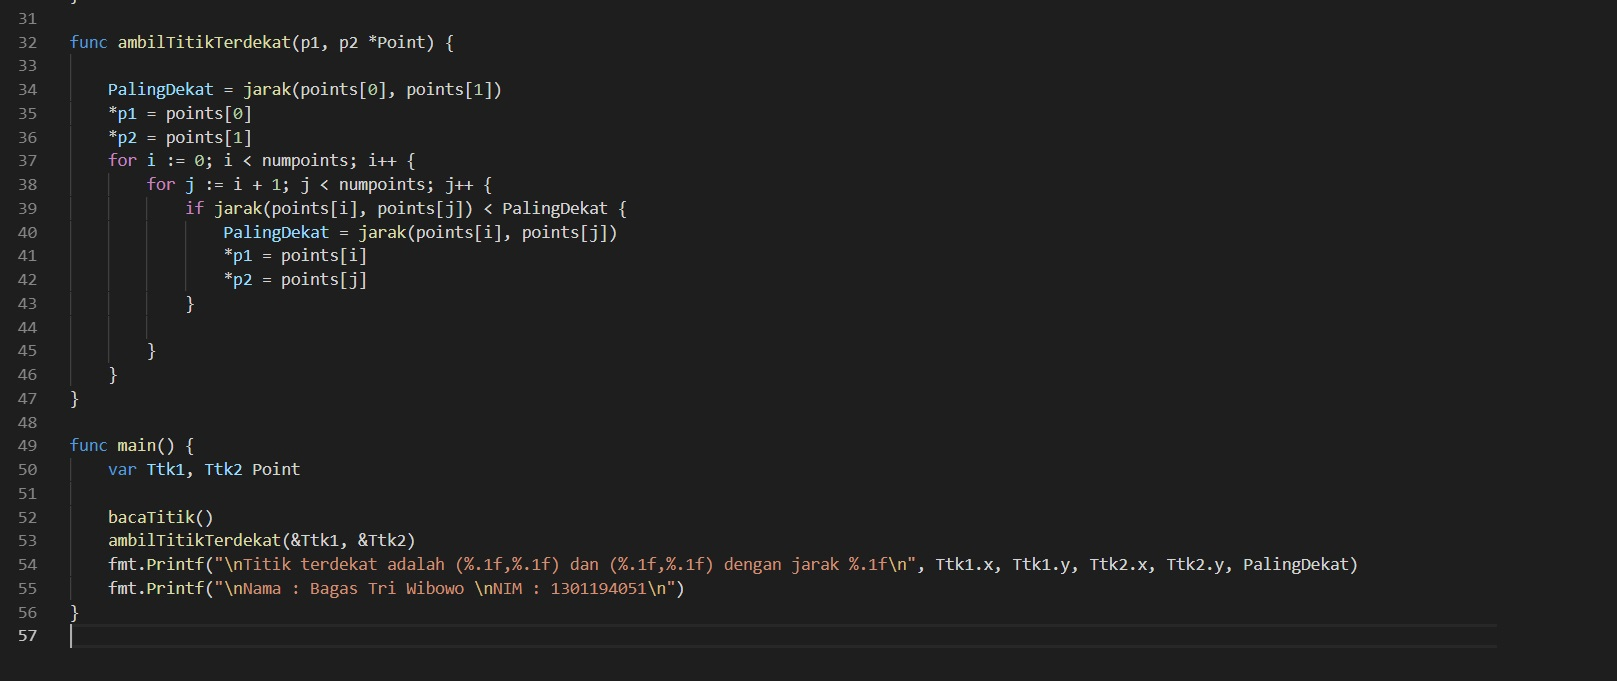 }
31
32 func ambilTitikTerdekat(p1, p2 *Point) {
33
34 PalingDekat = jarak(points[0], points[1])
35 *p1 = points[0]
36 *p2 = points[1]
37 for i := 0; i < numpoints; i++ {
38 for j := i + 1; j < numpoints; j++ {
39 if jarak(points[i], points[j]) < PalingDekat {
40 PalingDekat = jarak(points[i], points[j])
41 *p1 = points[i]
42 *p2 = points[j]
43 }
44
45 }
46 }
47 }
48
49 func main() {
50 var Ttk1, Ttk2 Point
51
52 bacaTitik()
53 ambilTitikTerdekat(&Ttk1, &Ttk2)
54 fmt.Printf("\nTitik terdekat adalah (%.1f,%.1f) dan (%.1f,%.1f) dengan jarak %.1f\n", Ttk1.x, Ttk1.y, Ttk2.x, Ttk2.y, PalingDekat)
55 fmt.Printf("\nNama : Bagas Tri Wibowo \nNIM : 1301194051\n")
56 }
57